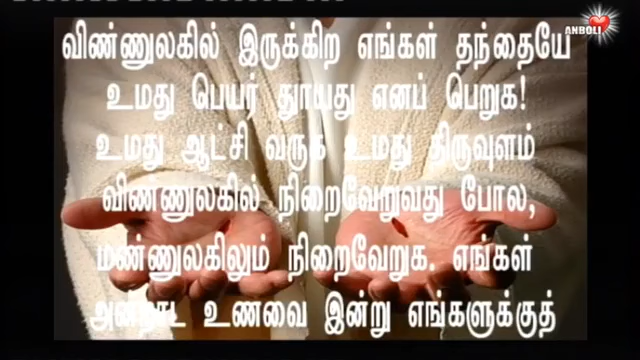 ANBOLI
விண்ணுலகில் இருக்கிற எங்கள் தந்தையே
உமது பெயர் தூயது எனப் பெறுக!
உமது ஆட்சி வருக உமது திருவுளம்
விண்ணுலகில் நிறைவேறுவது போல,
மண்ணுலகிலும் நிறைவேறுக. எங்கள்
அன்றாட உணவை இன்று எங்களுக்குத்